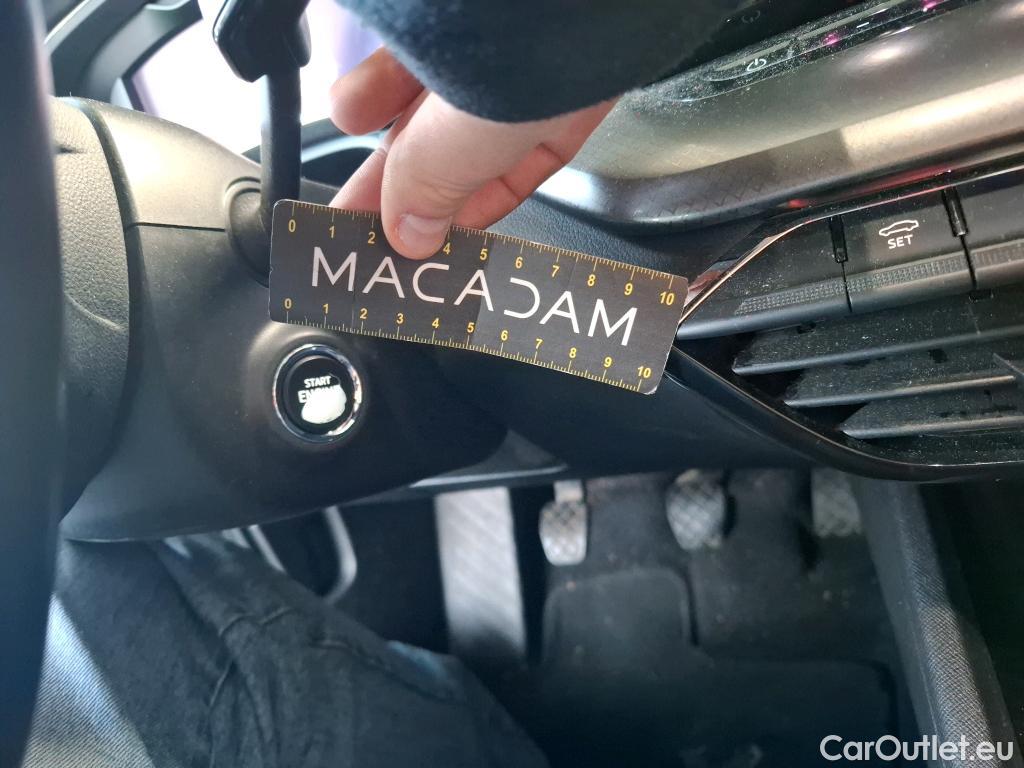 0 1 2 4 5 6 7 8 9 10
MACADAM
0 1 2 3 4 5 6 7 8 9 10
SET
START
ENGINE
CarOutlet.eu